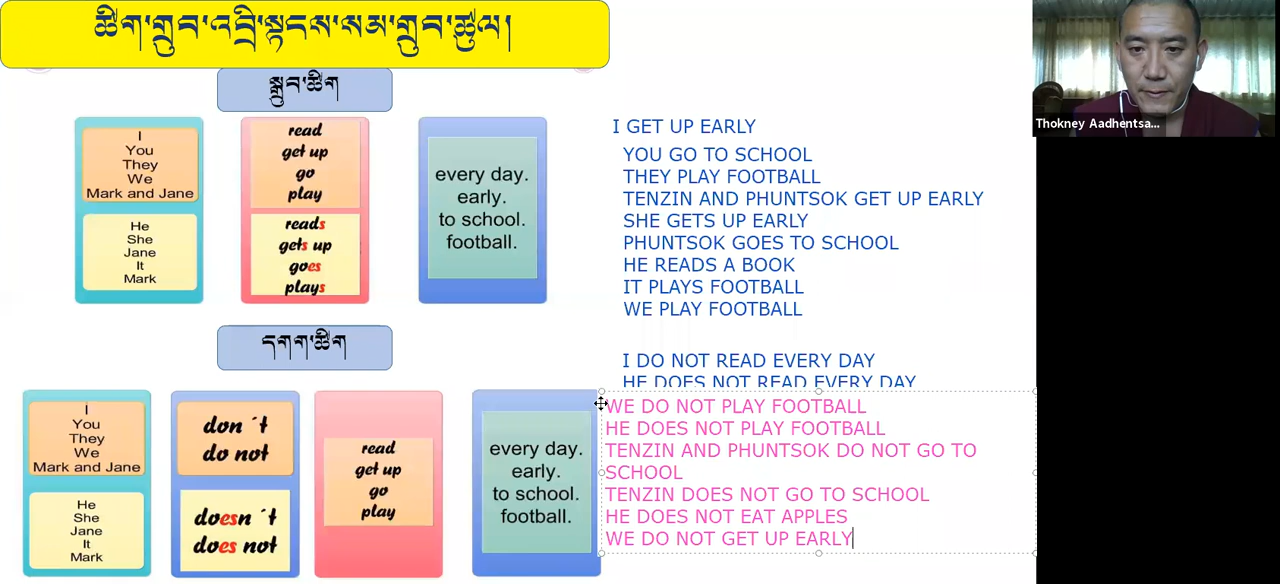 ཚིག་གྲུབ་འབྲི་སྟངས་སམ་གྲུབ་ཚུལ།
སྒྲུབ་ཚིག
I
You
They
We
Mark and Jane
He
She
Jane
It
Mark
read
get up
go
play
reads
gets up
goes
plays
every day.
early.
to school.
football.
I GET UP EARLY
YOU GO TO SCHOOL
THEY PLAY FOOTBALL
TENZIN AND PHUNTSOK GET UP EARLY
SHE GETS UP EARLY
PHUNTSOK GOES TO SCHOOL
HE READS A BOOK
IT PLAYS FOOTBALL
WE PLAY FOOTBALL
དགག་ཚིག
I
You
They
We
Mark and Jane
He
She
Jane
It
Mark
don´t
do not
doesn´t
does not
read
get up
go
play
every day.
early.
to school.
football.
I DO NOT READ EVERY DAY
HE DOES NOT READ EVERY DAY
WE DO NOT PLAY FOOTBALL
HE DOES NOT PLAY FOOTBALL
TENZIN AND PHUNTSOK DO NOT GO TO
SCHOOL
TENZIN DOES NOT GO TO SCHOOL
HE DOES NOT EAT APPLES
WE DO NOT GET UP EARLY
Thokney Aadhentsa...